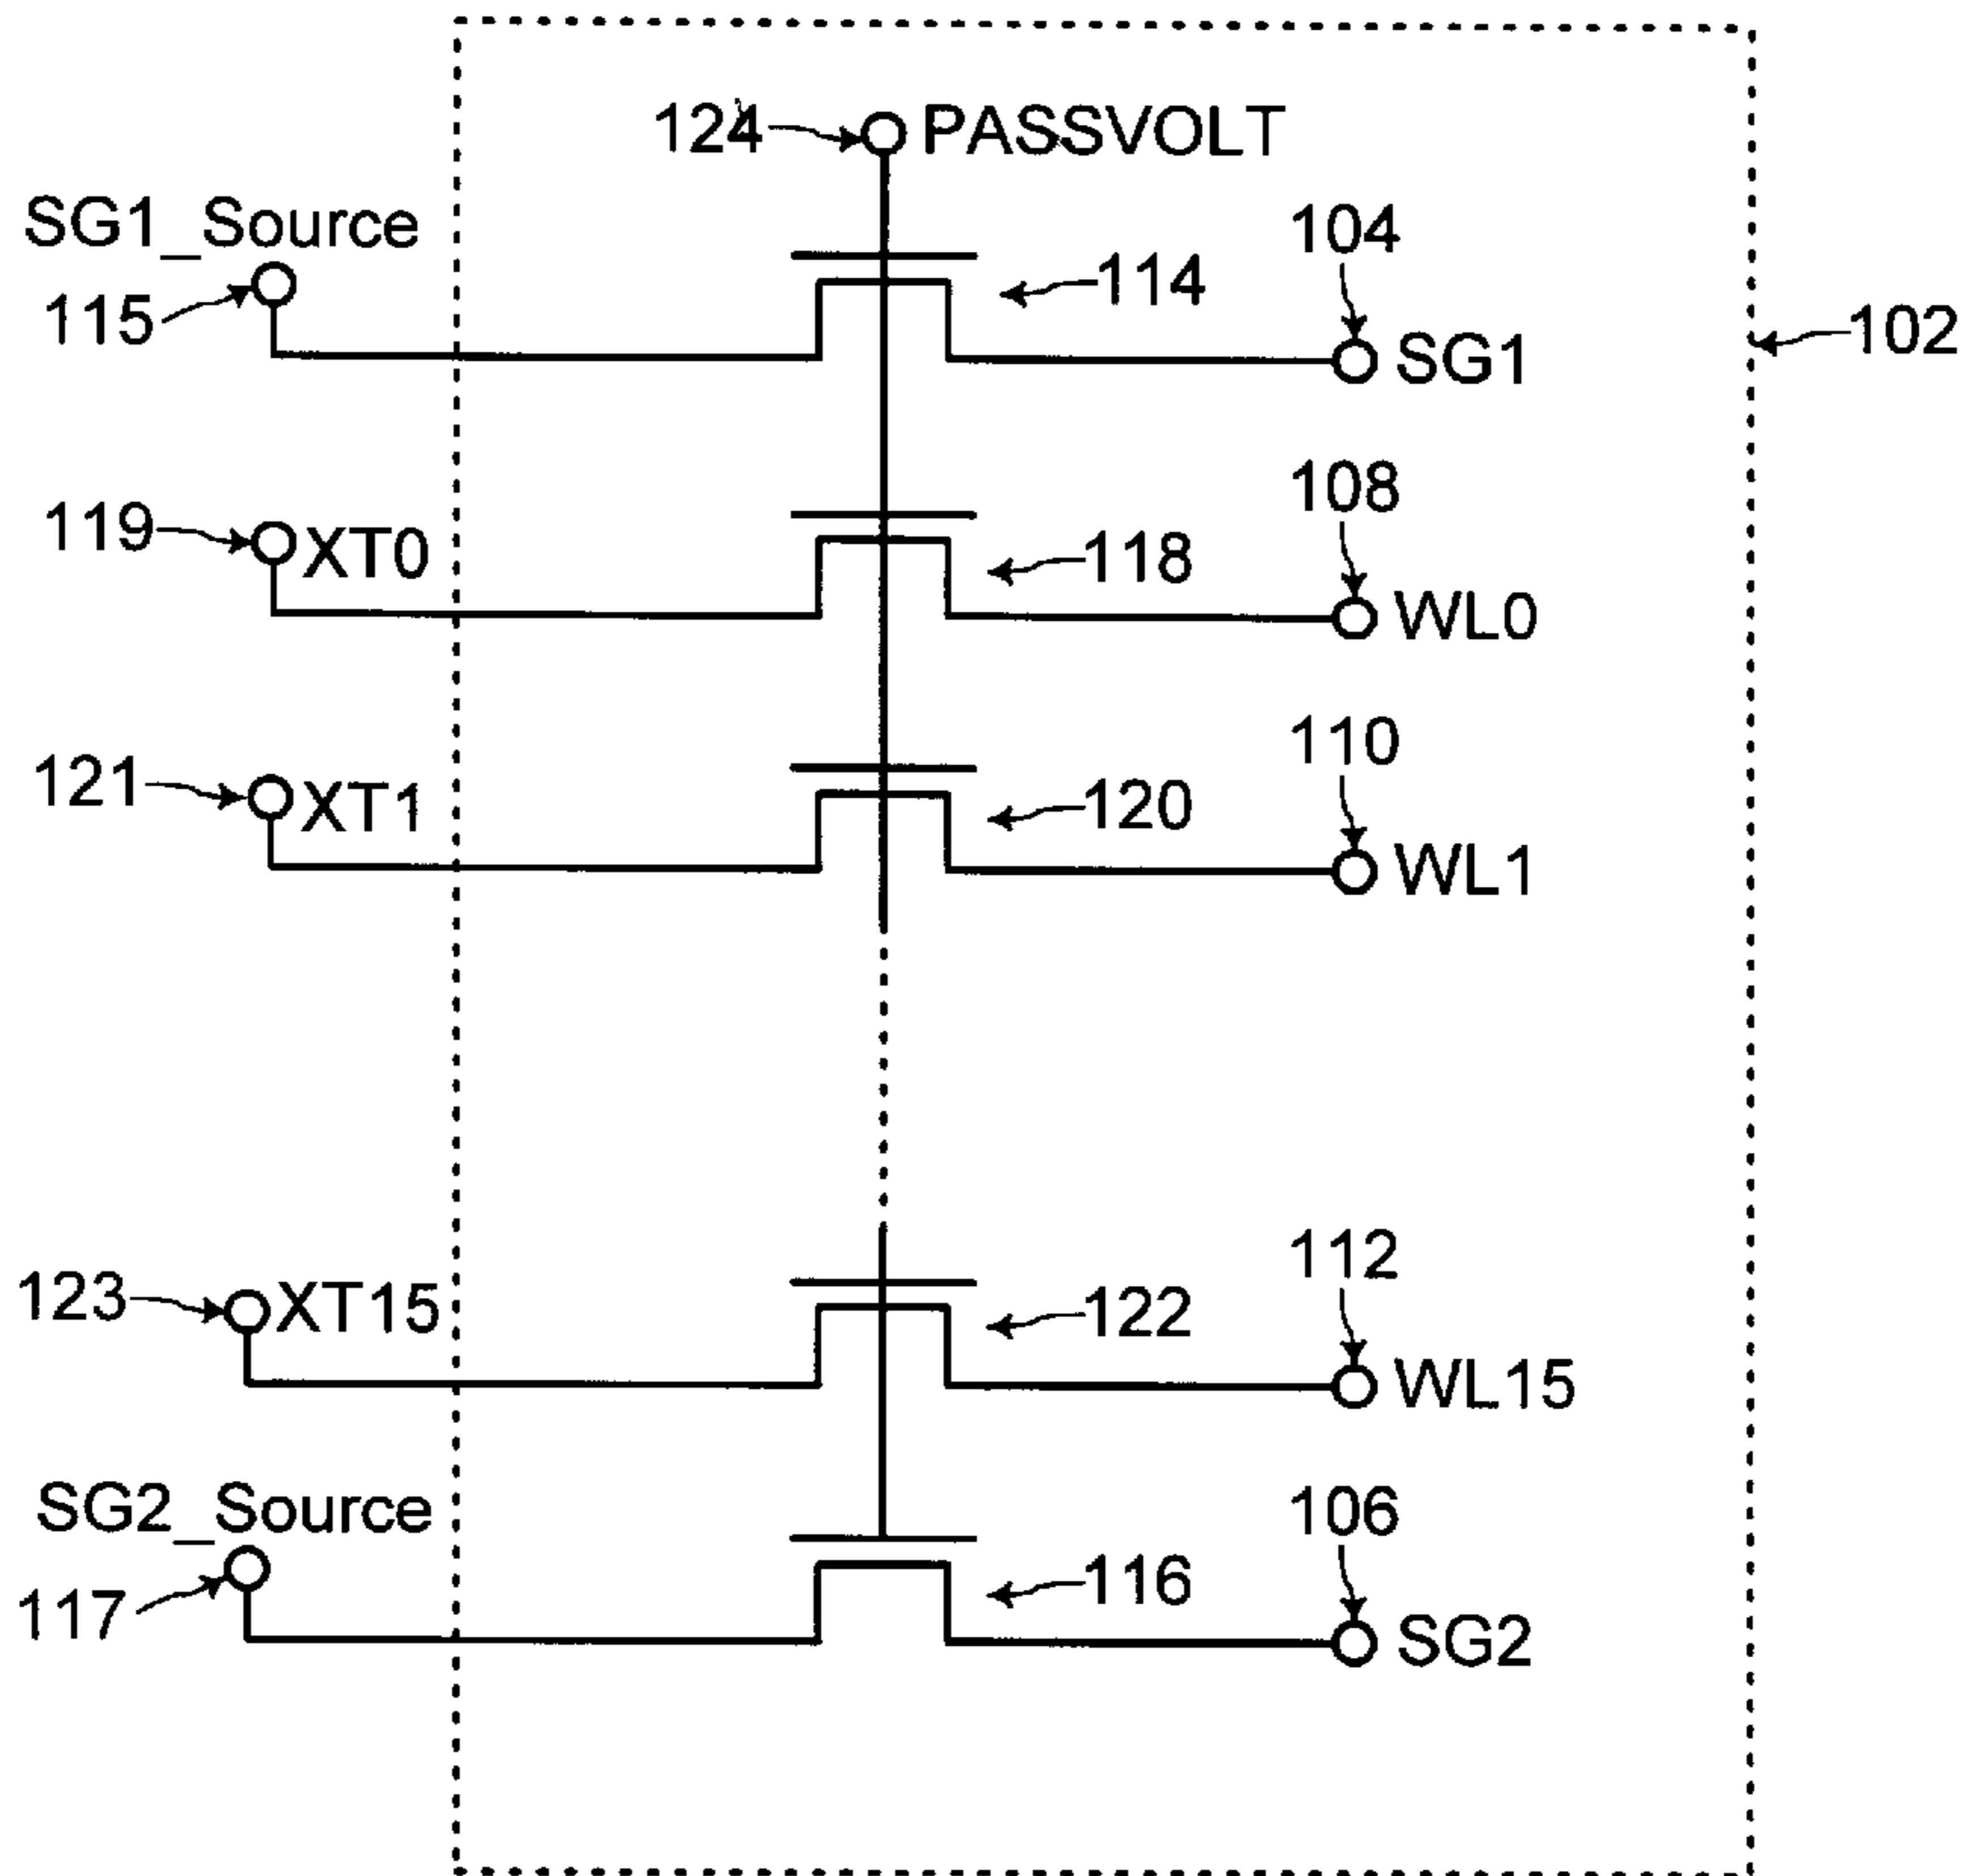 124 PASSVOLT
SG1_Source
104
115
114
SG1
102
108
119
XT0
118
WL0
110
121
XT1
120
WL1
112
123
XT15
122
WL15
SG2_Source
106
117
116
SG2